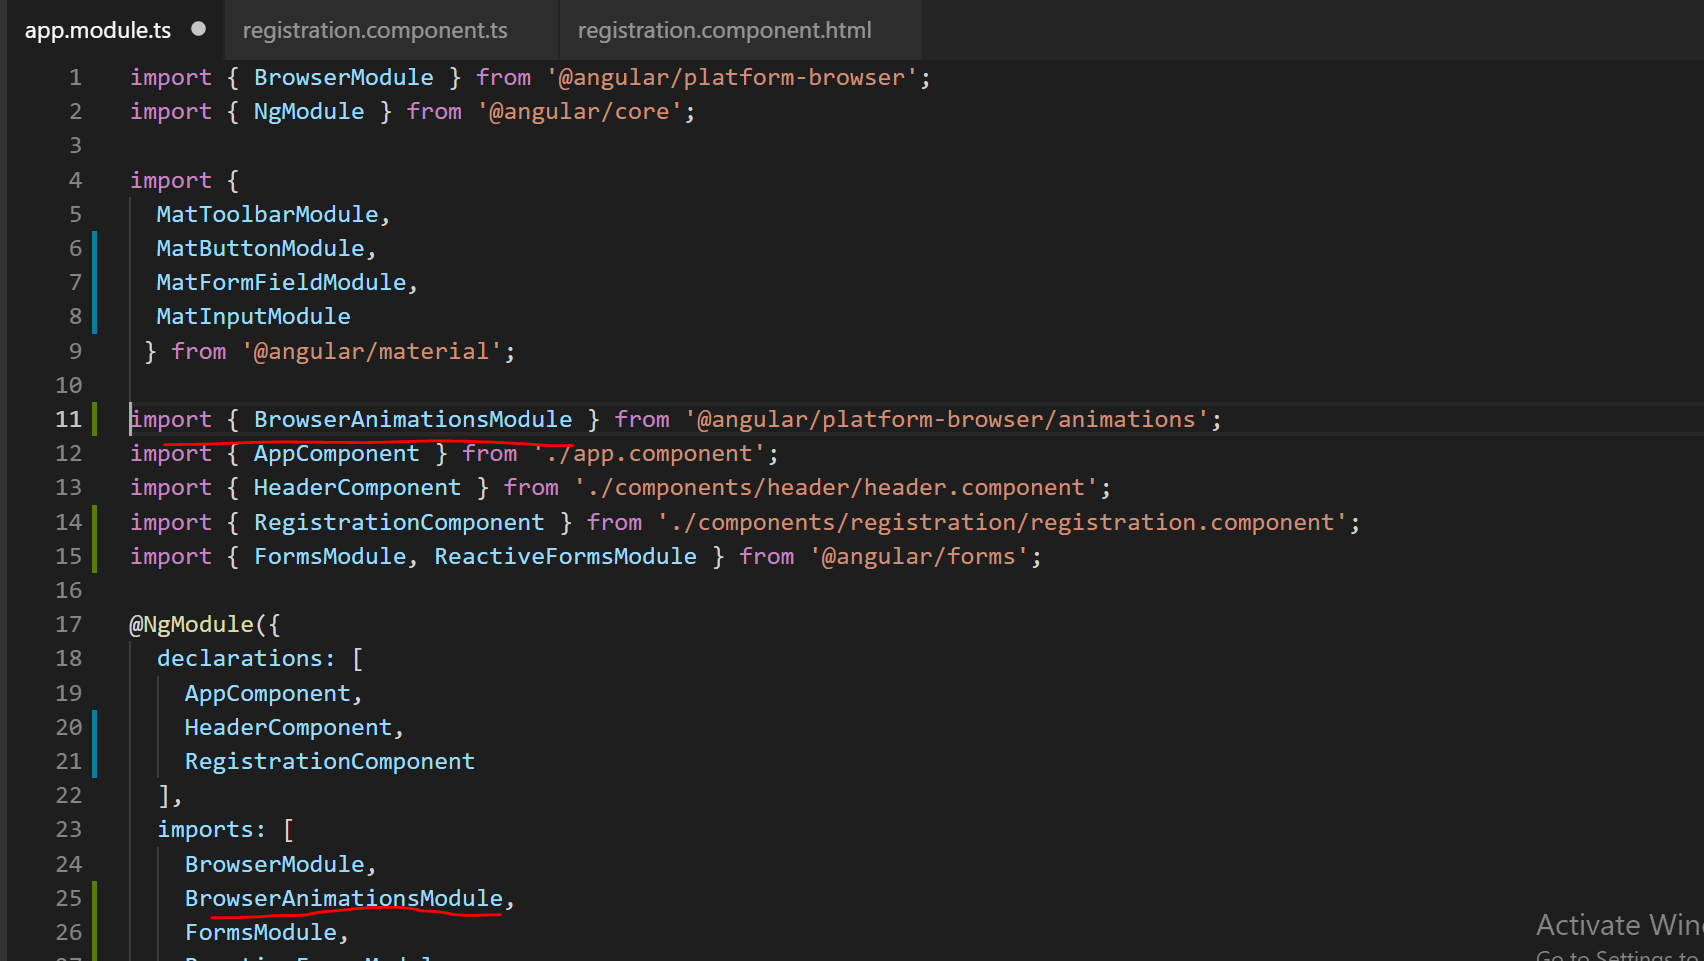 app.module.ts registration.component.ts registration.component.html
1 import { BrowserModule } from '@angular/platform-browser';
2 import { NgModule } from '@angular/core';
3
4 import {
5 MatToolbarModule,
6 MatButtonModule,
7 MatFormFieldModule,
8 MatInputModule
9 } from '@angular/material';
10
11 import { BrowserAnimationsModule } from '@angular/platform-browser/animations';
12 import { AppComponent } from './app.component';
13 import { HeaderComponent } from './components/header/header.component';
14 import { RegistrationComponent } from './components/registration/registration.component';
15 import { FormsModule, ReactiveFormsModule } from '@angular/forms';
16
17 @NgModule({
18 declarations: [
19 AppComponent,
20 HeaderComponent,
21 RegistrationComponent
22 ],
23 imports: [
24 BrowserModule,
25 BrowserAnimationsModule,
26 FormsModule,
Activate Win
Go to Settings to